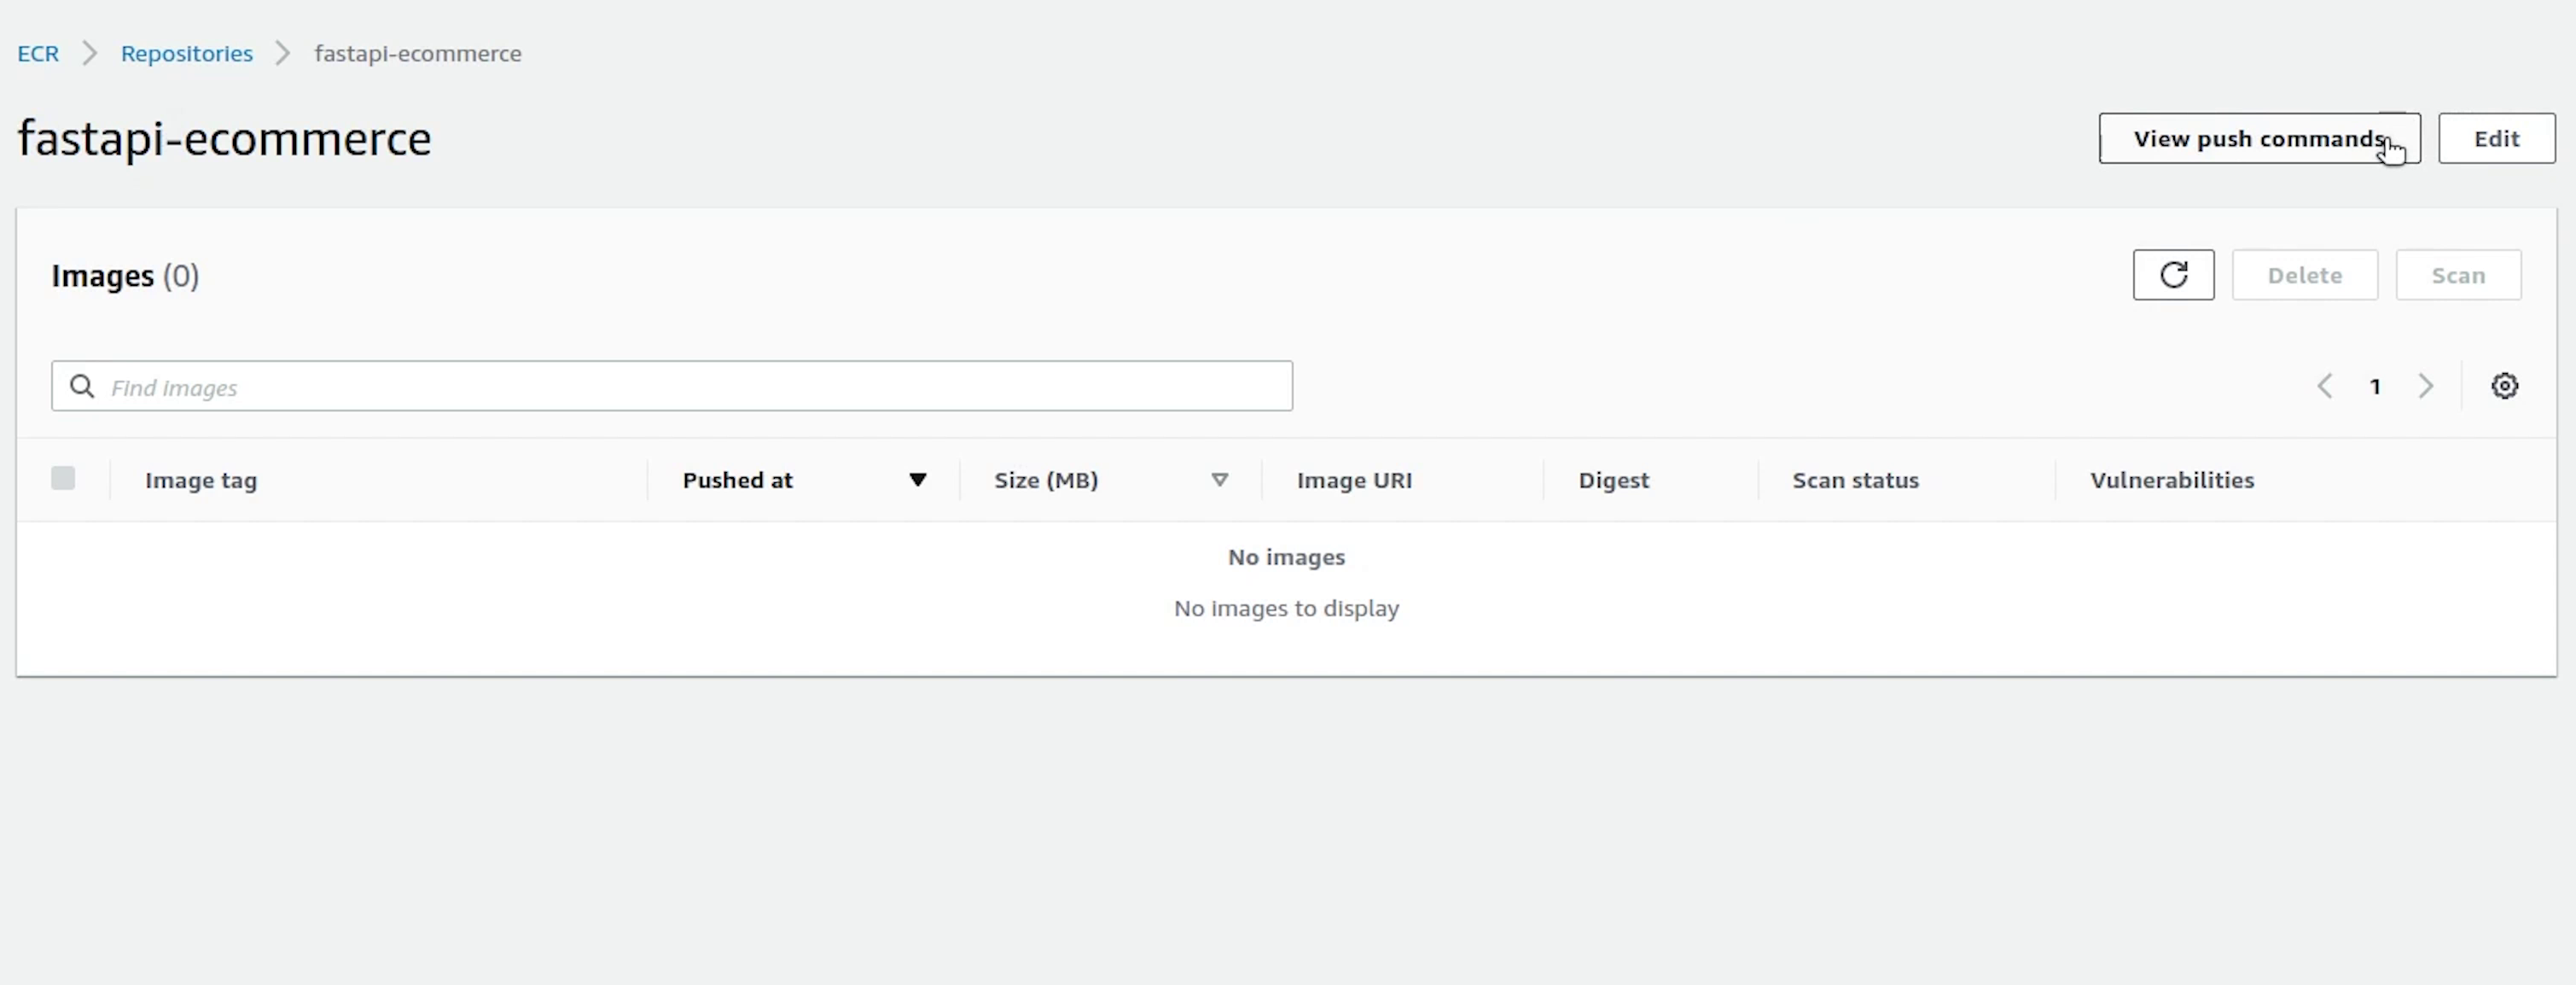 ECR Repositories fastapi-ecommerce
fastapi-ecommerce
View push commands Edit
Images (0)
Delete Scan
Find images
1
Image tag Pushed at Size (MB) Image URI Digest Scan status Vulnerabilities
No images
No images to display